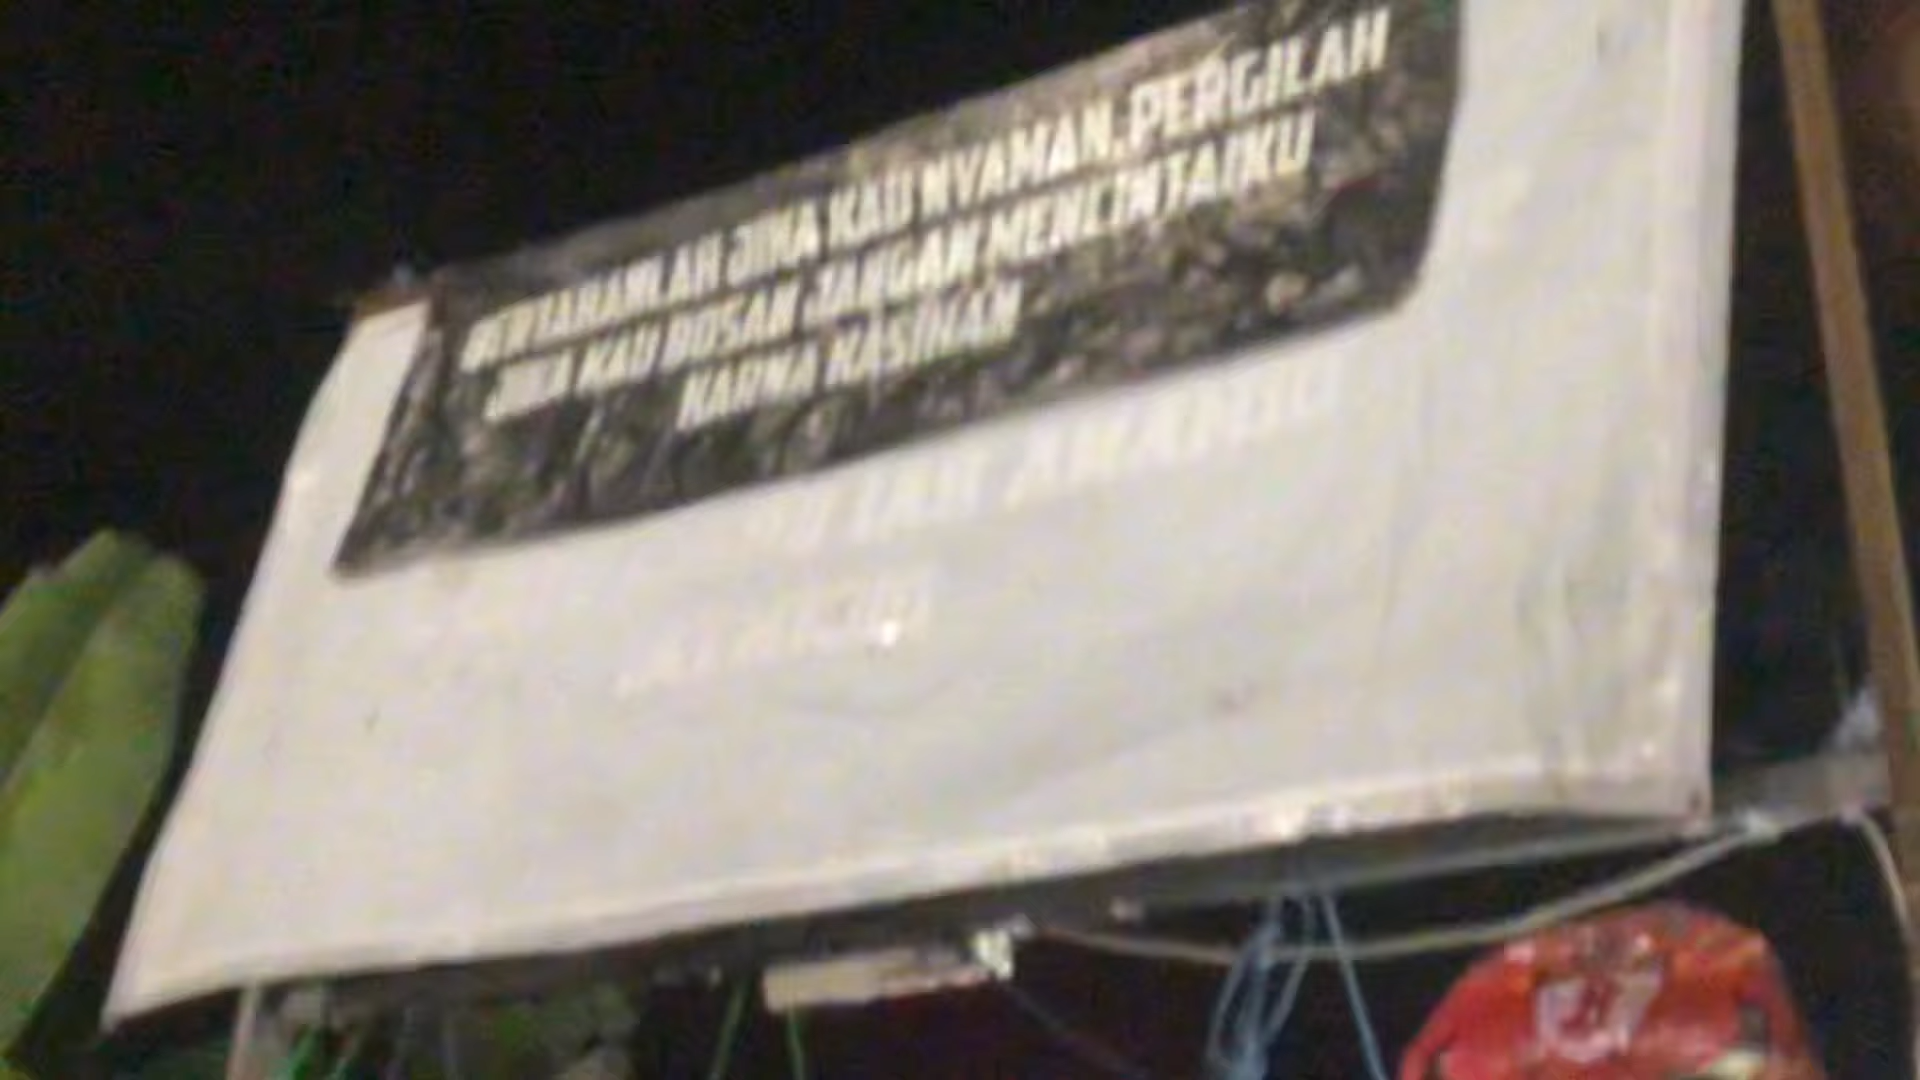 BERTAHANLAH JIKA KAU NYAMAN.PERGILAH
JIKA KAU BOSAN JANGAN MENCINTAIKU
KARNA KASIHAN